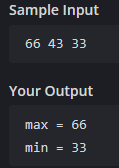 Sample Input
66 43 33
Your Output
max = 66
min = 33